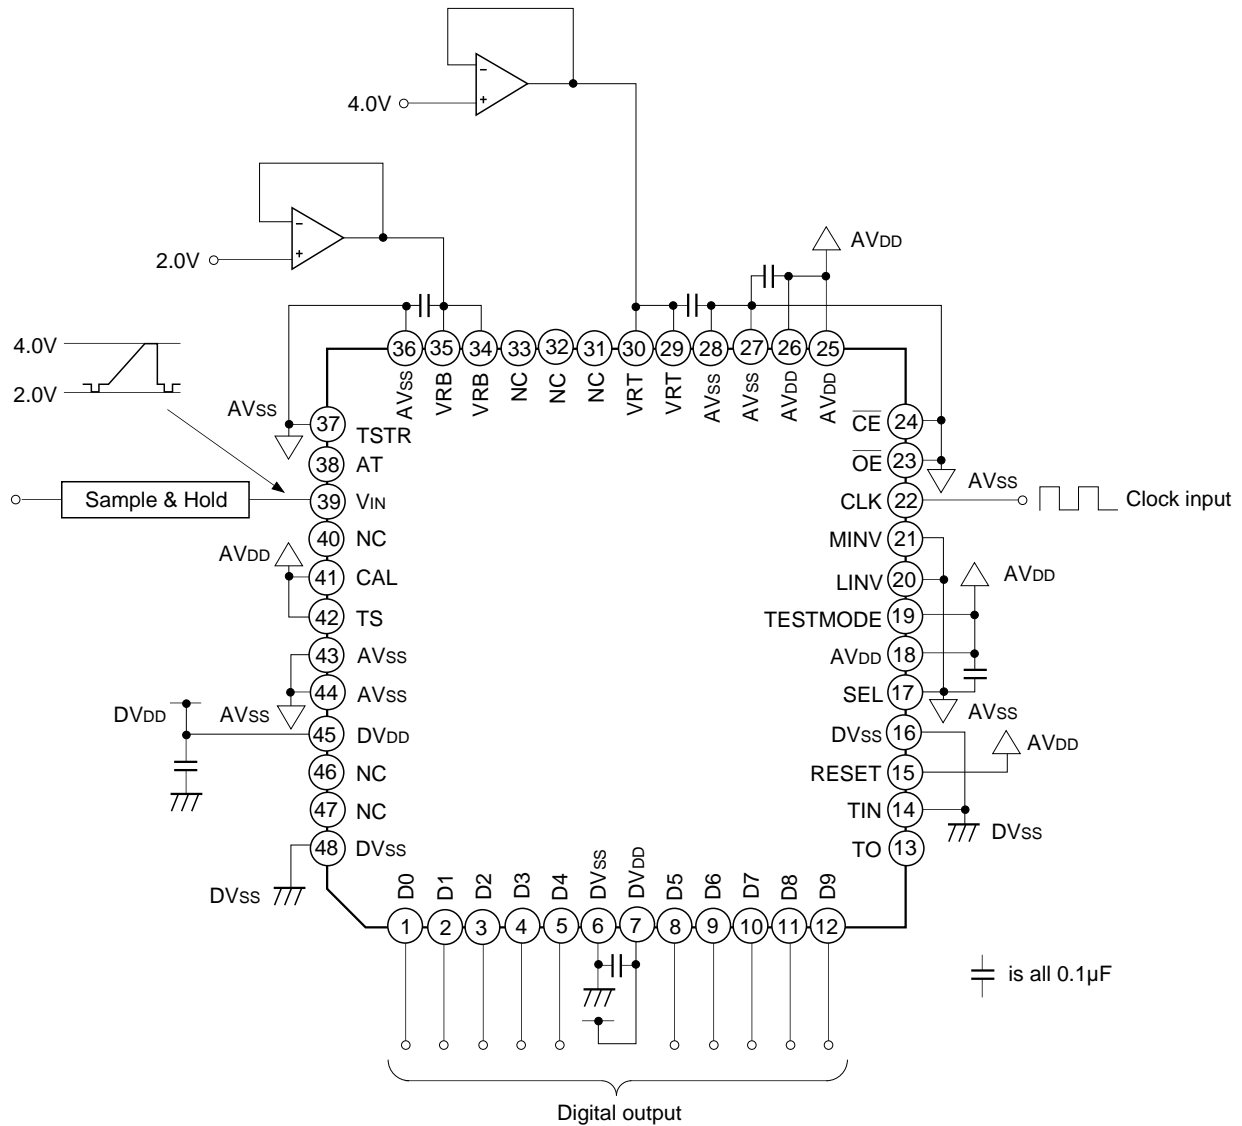 4.0V
−
+
2.0V
−
+
AVDD
4.0V
2.0V
36 35 34 33 32 31 30 29 28 27 26 25
AVss VRB VRB NC NC NC VRT VRT AVss AVss AVDD AVDD
AVss
37 TSTR
38 AT
Sample & Hold
39 VIN
40 NC
AVDD
41 CAL
42 TS
43 AVss
44 AVss
AVss
DVDD
45 DVDD
46 NC
47 NC
48 DVss
DVss
CE 24
OE 23
AVss
CLK 22
Clock input
MINV 21
LINV 20
AVDD
TESTMODE 19
AVDD 18
SEL 17
AVss
DVss 16
AVDD
RESET 15
TIN 14
DVss
TO 13
D0 D1 D2 D3 D4 DVss DVDD D5 D6 D7 D8 D9
1 2 3 4 5 6 7 8 9 10 11 12
is all 0.1µF
Digital output